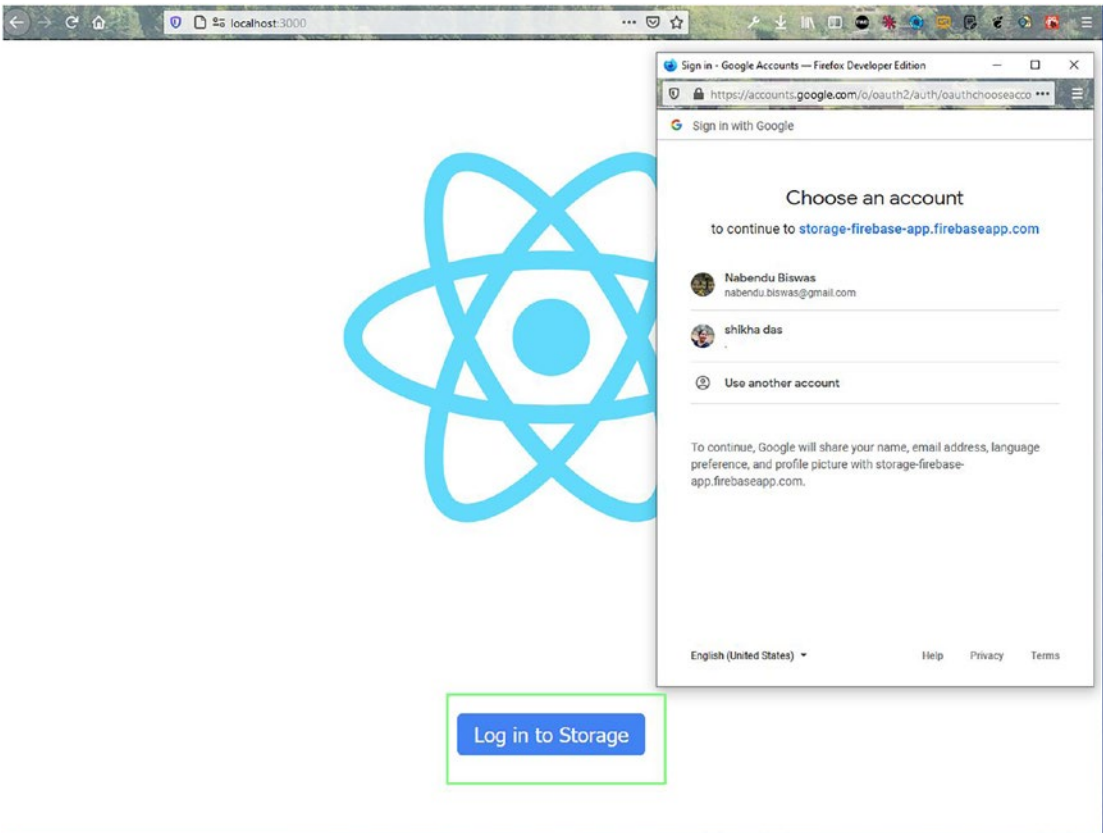 localhost:3000
Sign in - Google Accounts — Firefox Developer Edition
https://accounts.google.com/o/oauth2/auth/oauthchooseacco
Sign in with Google
Choose an account
to continue to storage-firebase-app.firebaseapp.com
Nabendu Biswas
nabendu.biswas@gmail.com
shikha das
Use another account
To continue, Google will share your name, email address, language
preference, and profile picture with storage-firebase-
app.firebaseapp.com.
English (United States)
Help Privacy Terms
Log in to Storage